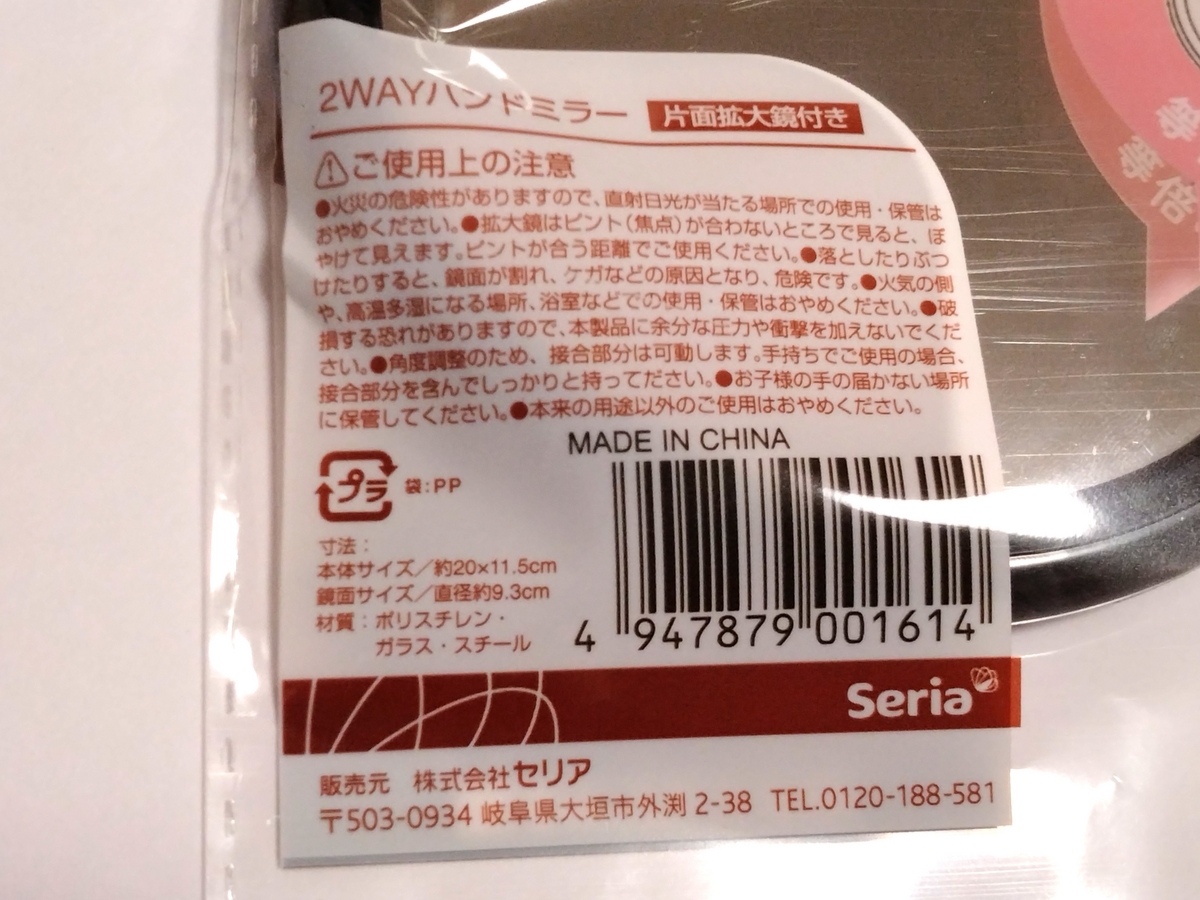 2WAYハンドミラー 片面拡大鏡付き
ご使用上の注意
●火災の危険性がありますので、直射日光が当たる場所での使用・保管は
おやめください。●拡大鏡はピント(焦点)が合わないところで見ると、ぼ
やけて見えます。ピントが合う距離でご使用ください。●落としたりぶつ
けたりすると、鏡面が割れ、ケガなどの原因となり、危険です。●火気の側
や、高温多湿になる場所、浴室などでの使用・保管はおやめください。●破
損する恐れがありますので、本製品に余分な圧力や衝撃を加えないでくだ
さい。●角度調整のため、接合部分は可動します。手持ちでご使用の場合、
接合部分を含んでしっかりと持ってださい。●お子様の手の届かない場所
に保管してください。●本来の用途以外のご使用はおやめください。
MADE IN CHINA
プラ 袋:PP
寸法:
本体サイズ/約20×11.5cm
鏡面サイズ/直径約9.3cm
材質:ポリスチレン・
ガラス・スチール
4 947879 001614
Seria
販売元 株式会社セリア
〒503-0934 岐阜県大垣市外渕 2-38 TEL.0120-188-581
等倍